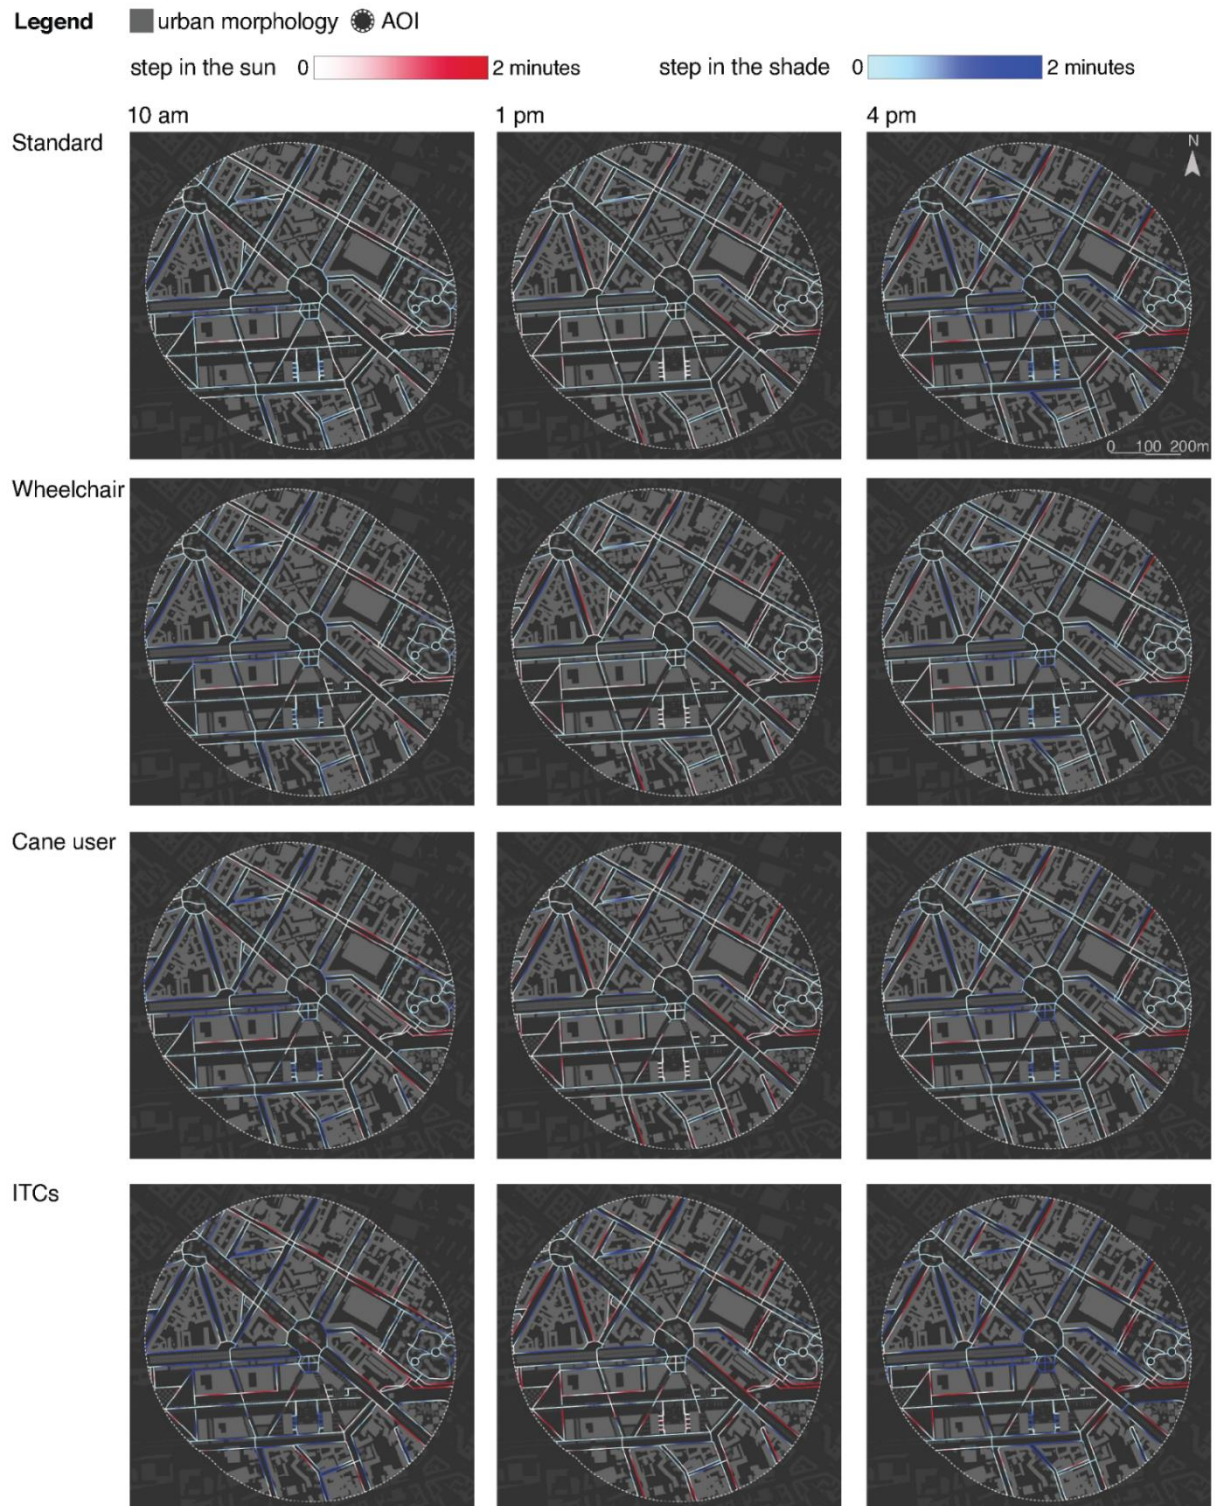 Legend urban morphology AOI
step in the sun 0 2 minutes step in the shade 0 2 minutes
10 am 1 pm 4 pm
Standard
N
0 100 200m
Wheelchair
Cane user
ITCs